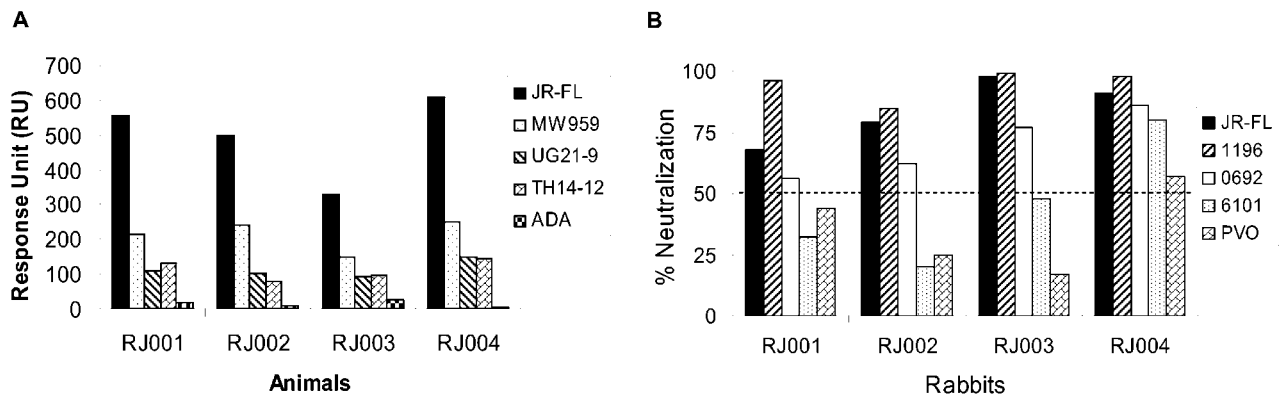 A
Response Unit (RU)
700
600
500
400
300
200
100
0
RJ001 RJ002 RJ003 RJ004
Animals
JR-FL
MW959
UG21-9
TH14-12
ADA
B
% Neutralization
100
75
50
25
0
RJ001 RJ002 RJ003 RJ004
Rabbits
JR-FL
1196
0692
6101
PVO